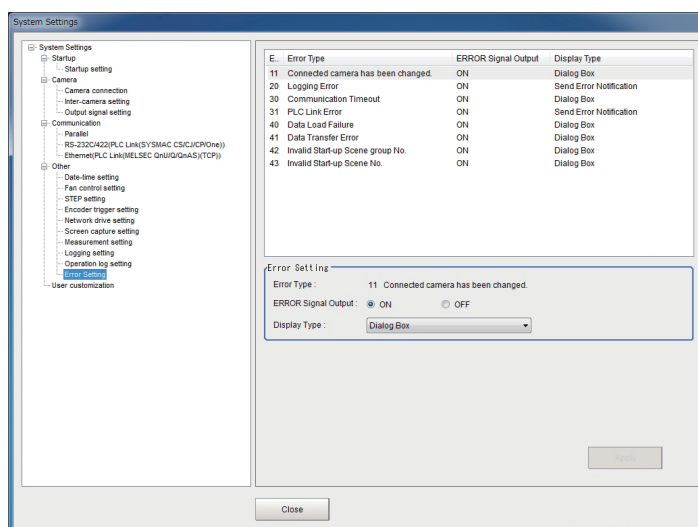 System Settings
System Settings
Startup
Startup setting
Camera
Camera connection
Inter-camera setting
Output signal setting
Communication
Parallel
RS-232C/422(PLC Link(SYSMAC CS/CJ/CP/One))
Ethernet(PLC Link(MELSEC QnU/Q/QnAS)(TCP))
Other
Date-time setting
Fan control setting
STEP setting
Encoder trigger setting
Network drive setting
Screen capture setting
Measurement setting
Logging setting
Operation log setting
Error Setting
User customization
E.. Error Type ERROR Signal Output Display Type
11 Connected camera has been changed. ON Dialog Box
20 Logging Error ON Send Error Notification
30 Communication Timeout ON Dialog Box
31 PLC Link Error ON Send Error Notification
40 Data Load Failure ON Dialog Box
41 Data Transfer Error ON Dialog Box
42 Invalid Start-up Scene group No. ON Dialog Box
43 Invalid Start-up Scene No. ON Dialog Box
Error Setting
Error Type : 11 Connected camera has been changed.
ERROR Signal Output : ON OFF
Display Type : Dialog Box
Apply
Close